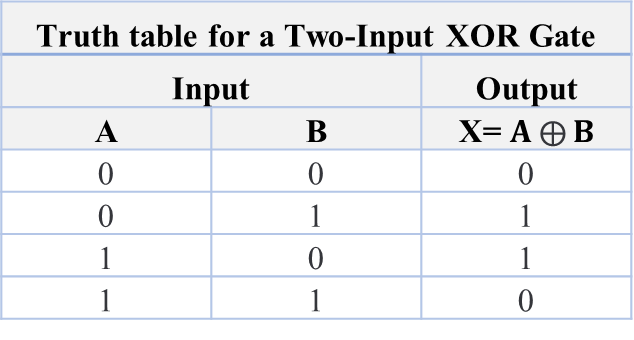 Truth table for a Two-Input XOR Gate
Input Output
A B X= A ⊕ B
0 0 0
0 1 1
1 0 1
1 1 0